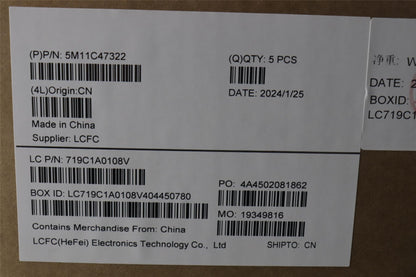 (P)P/N: 5M11C47322
(Q)QTY: 5 PCS
(4L)Origin:CN
DATE: 2024/1/25
Made in China
Supplier: LCFC
LC P/N: 719C1A0108V
BOX ID: LC719C1A0108V404450780
PO: 4A4502081862
MO: 19349816
Contains Merchandise From: China
LCFC(HeFei) Electronics Technology Co., Ltd
SHIPTO: CN
净重: W
DATE: 2
BOXID:
LC719C1